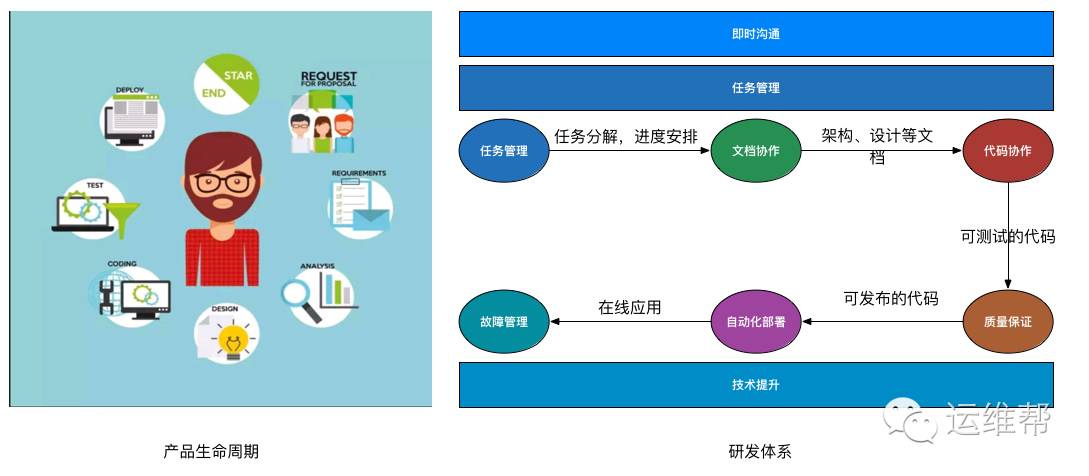 STAR
END
REQUEST
FOR PROPOSAL
DEPLOY
REQUIREMENTS
TEST
ANALYSIS
CODING
DESIGN
产品生命周期
即时沟通
任务管理
任务管理
任务分解，进度安排
文档协作
架构、设计等文
档
代码协作
可测试的代码
质量保证
可发布的代码
自动化部署
在线应用
故障管理
技术提升
运维帮
研发体系